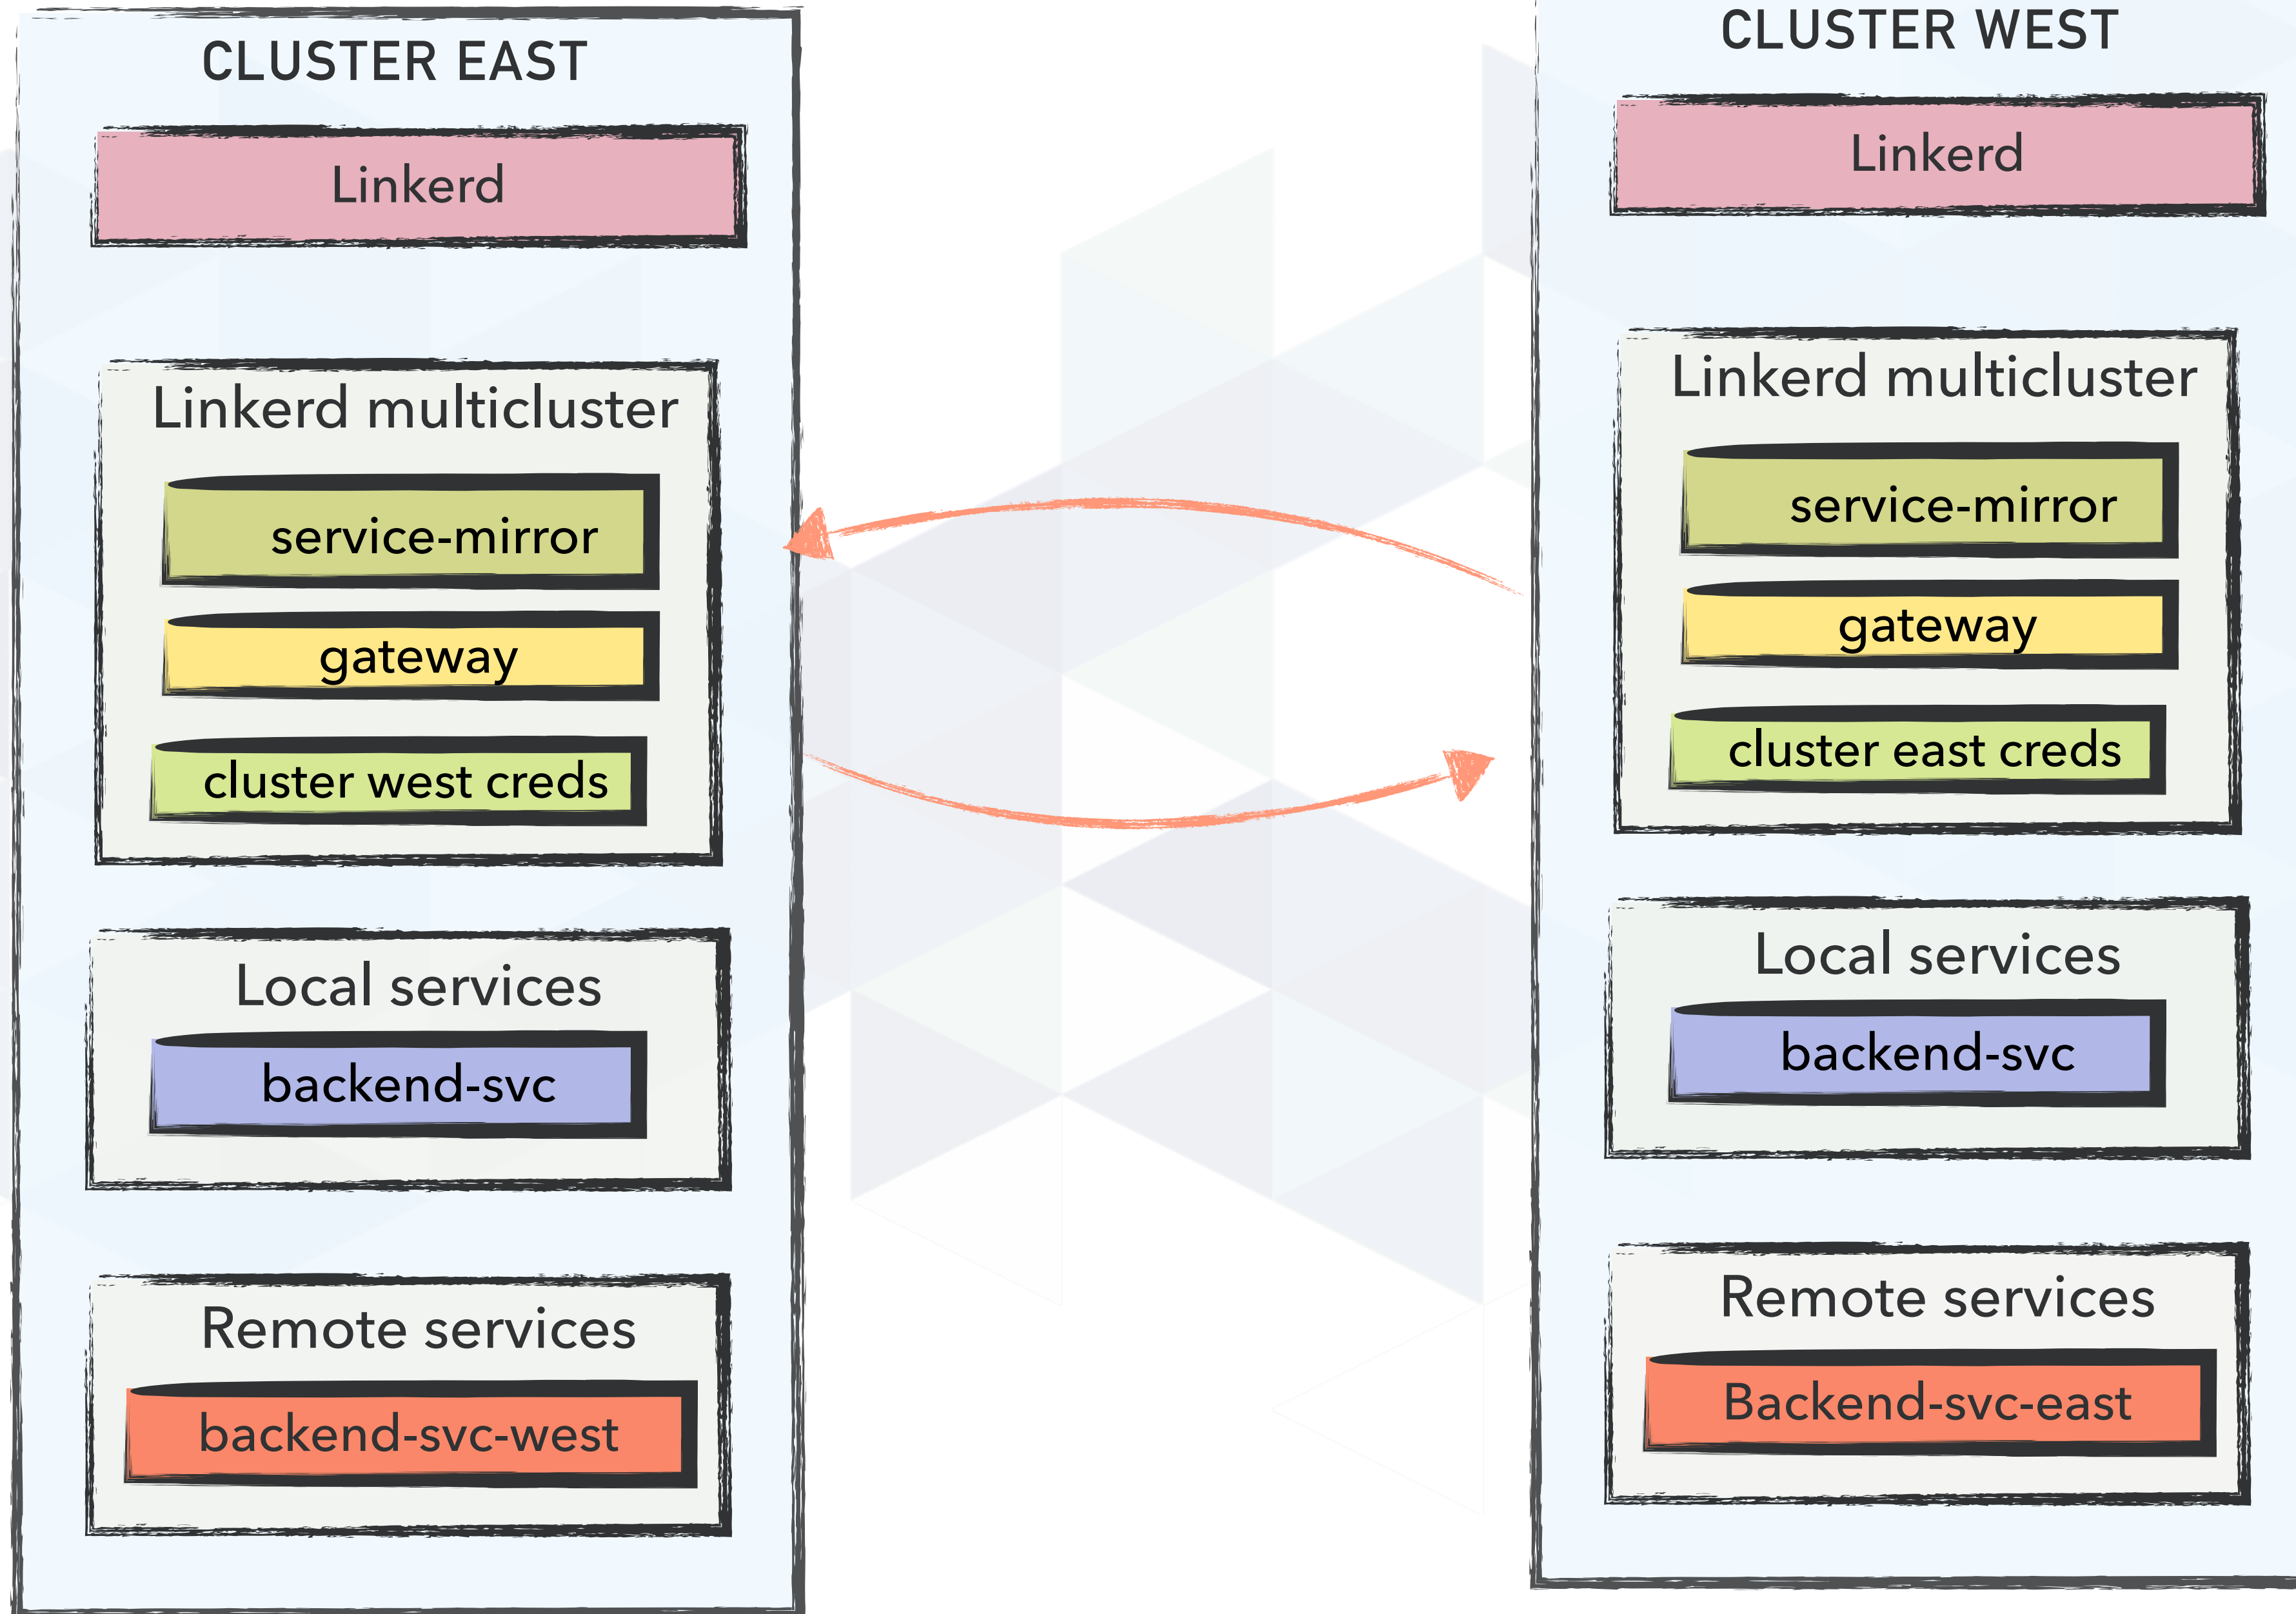 CLUSTER EAST
Linkerd
Linkerd multicluster
service-mirror
gateway
cluster west creds
Local services
backend-svc
Remote services
backend-svc-west
CLUSTER WEST
Linkerd
Linkerd multicluster
service-mirror
gateway
cluster east creds
Local services
backend-svc
Remote services
Backend-svc-east